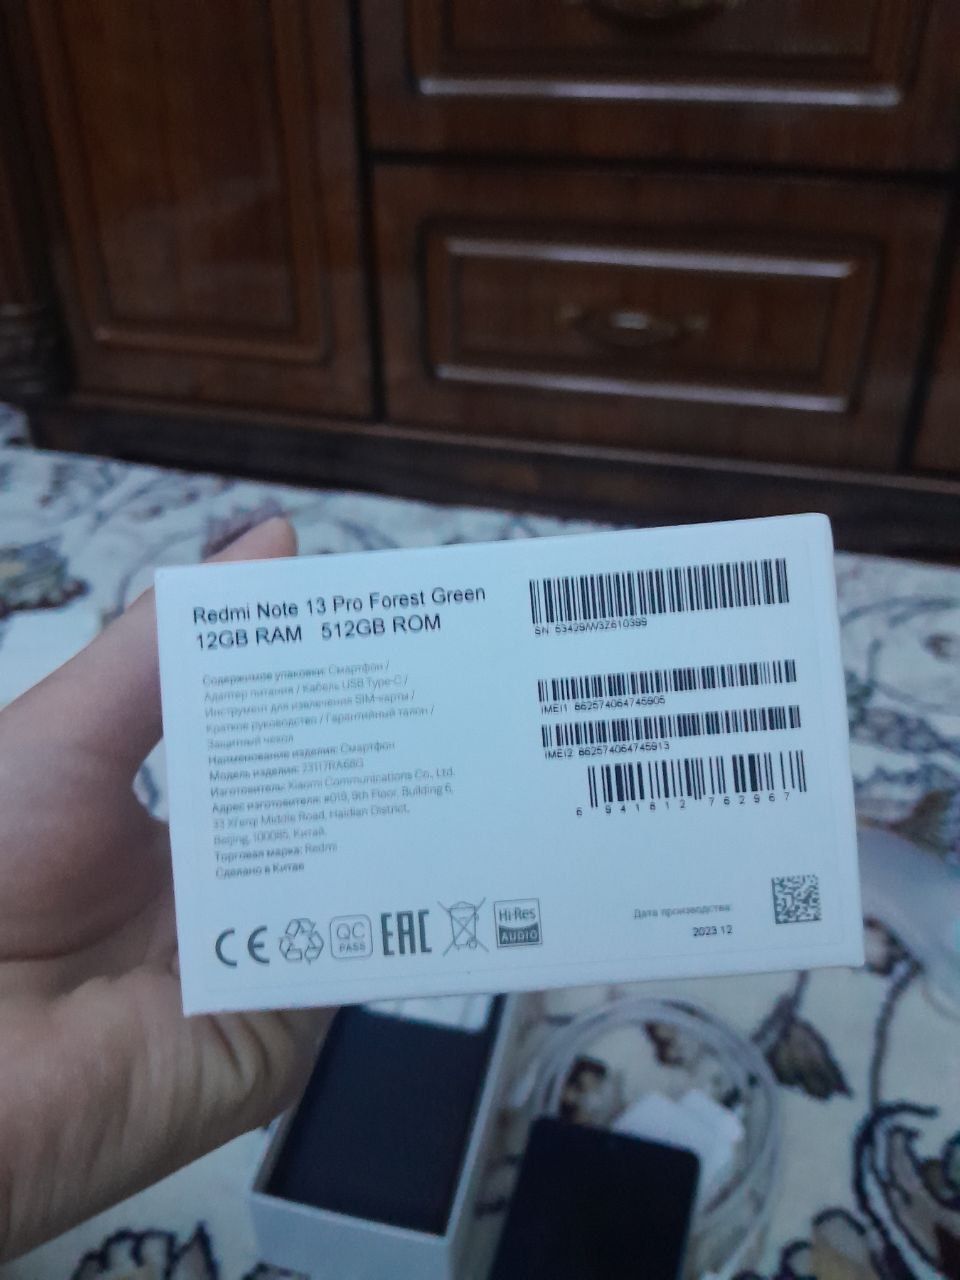 Redmi Note 13 Pro Forest Green
12GB RAM 512GB ROM
Содержимое упаковки: Смартфон /
Адаптер питания / Кабель USB Type-C /
Инструмент для извлечения SIM-карты /
Краткое руководство / Гарантийный талон /
Защитный чехол
Наименование изделия: Смартфон
Модель изделия: 23117RA68G
Изготовитель: Xiaomi Communications Co., Ltd.
Адрес изготовителя: #019, 9th Floor, Building 6,
33 Xi'erqi Middle Road, Haidian District,
Beijing, 100085, Китай.
Торговая марка: Redmi
Сделано в Китае
SN:
IMEI1 862574064745905
IMEI2 862574064745913
6 941812 762967
CE
QC
PASS
EAC
Hi-Res
AUDIO
Дата производства:
2023.12